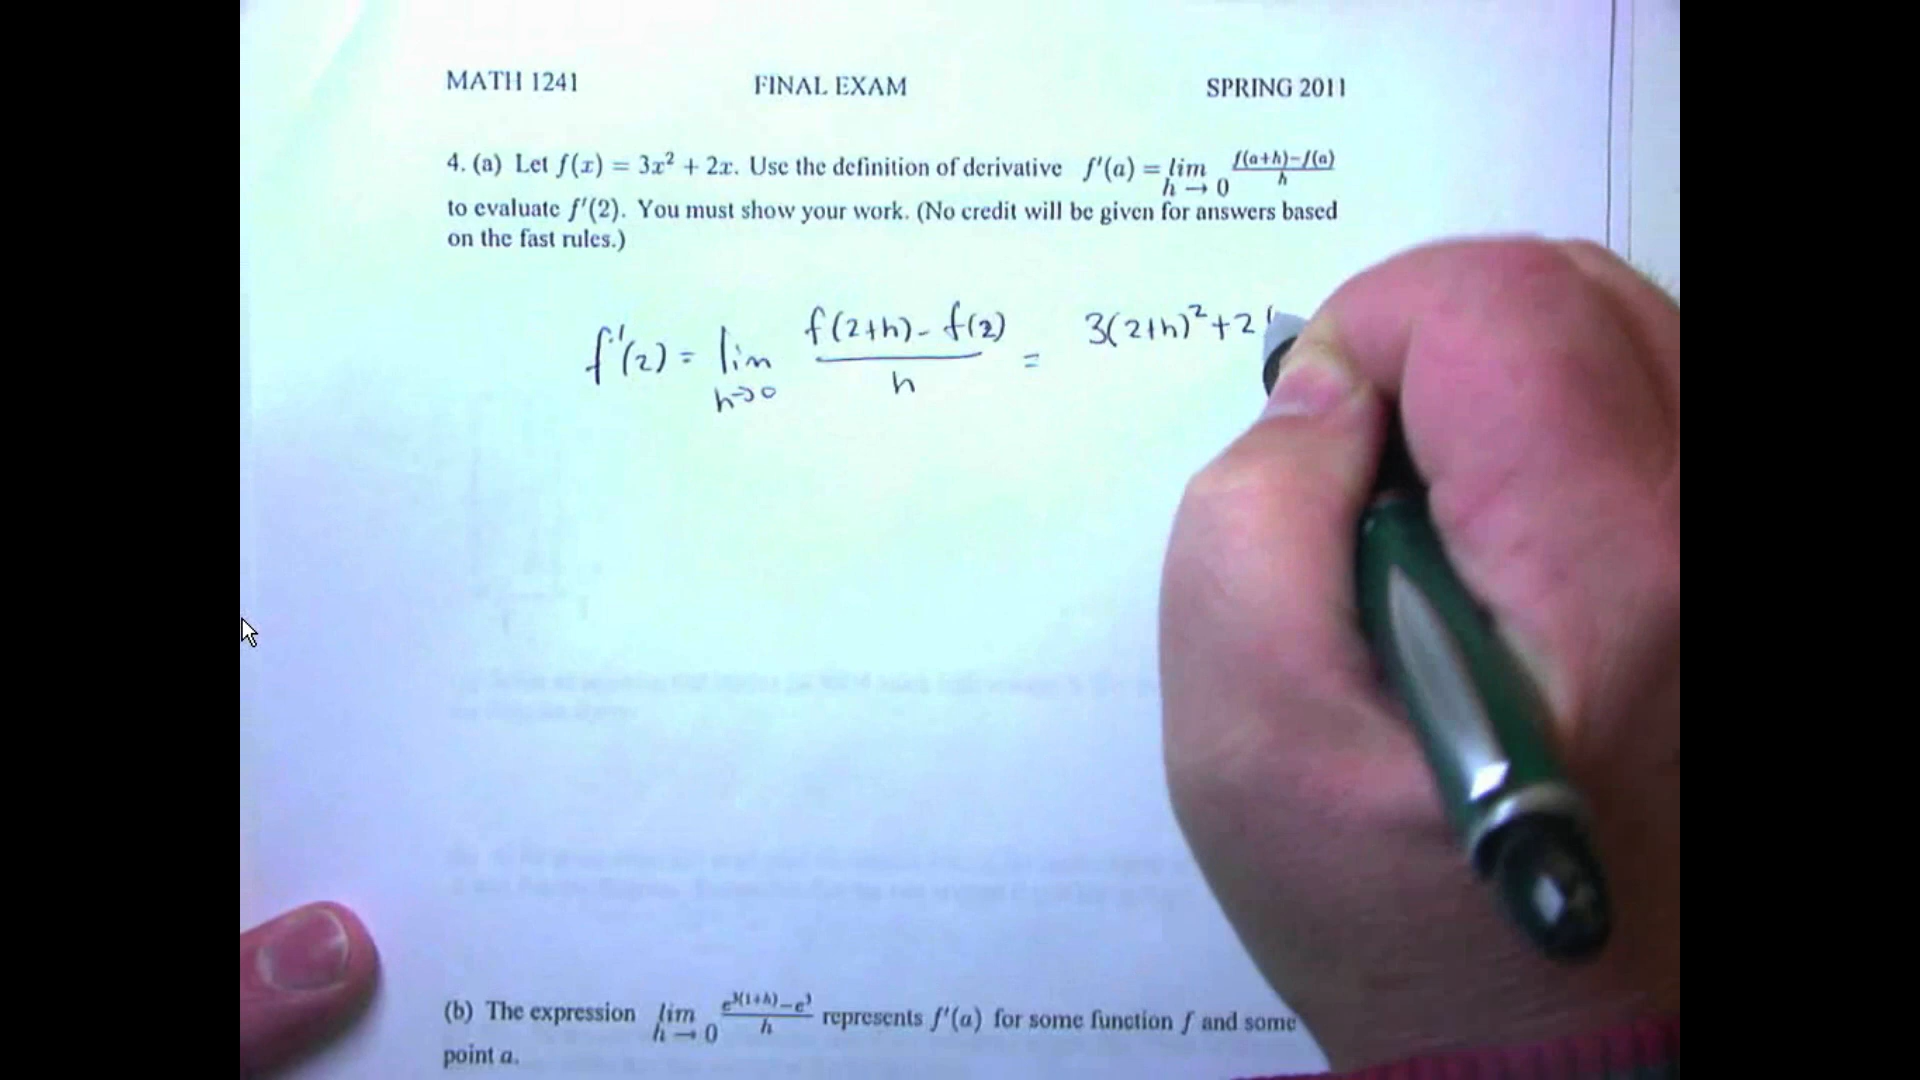 MATH 1241 FINAL EXAM SPRING 2011
4. (a) Let f(x) = 3x² + 2x. Use the definition of derivative f′(a) = lim h → 0 f(a+h)−f(a) / h
to evaluate f′(2). You must show your work. (No credit will be given for answers based
on the fast rules.)
f′(2) = lim h→0 f(2+h) - f(2) / h = 3(2+h)² + 2(
(b) The expression lim h → 0 e^3(1+h) − e^3 / h represents f′(a) for some function f and some
point a.